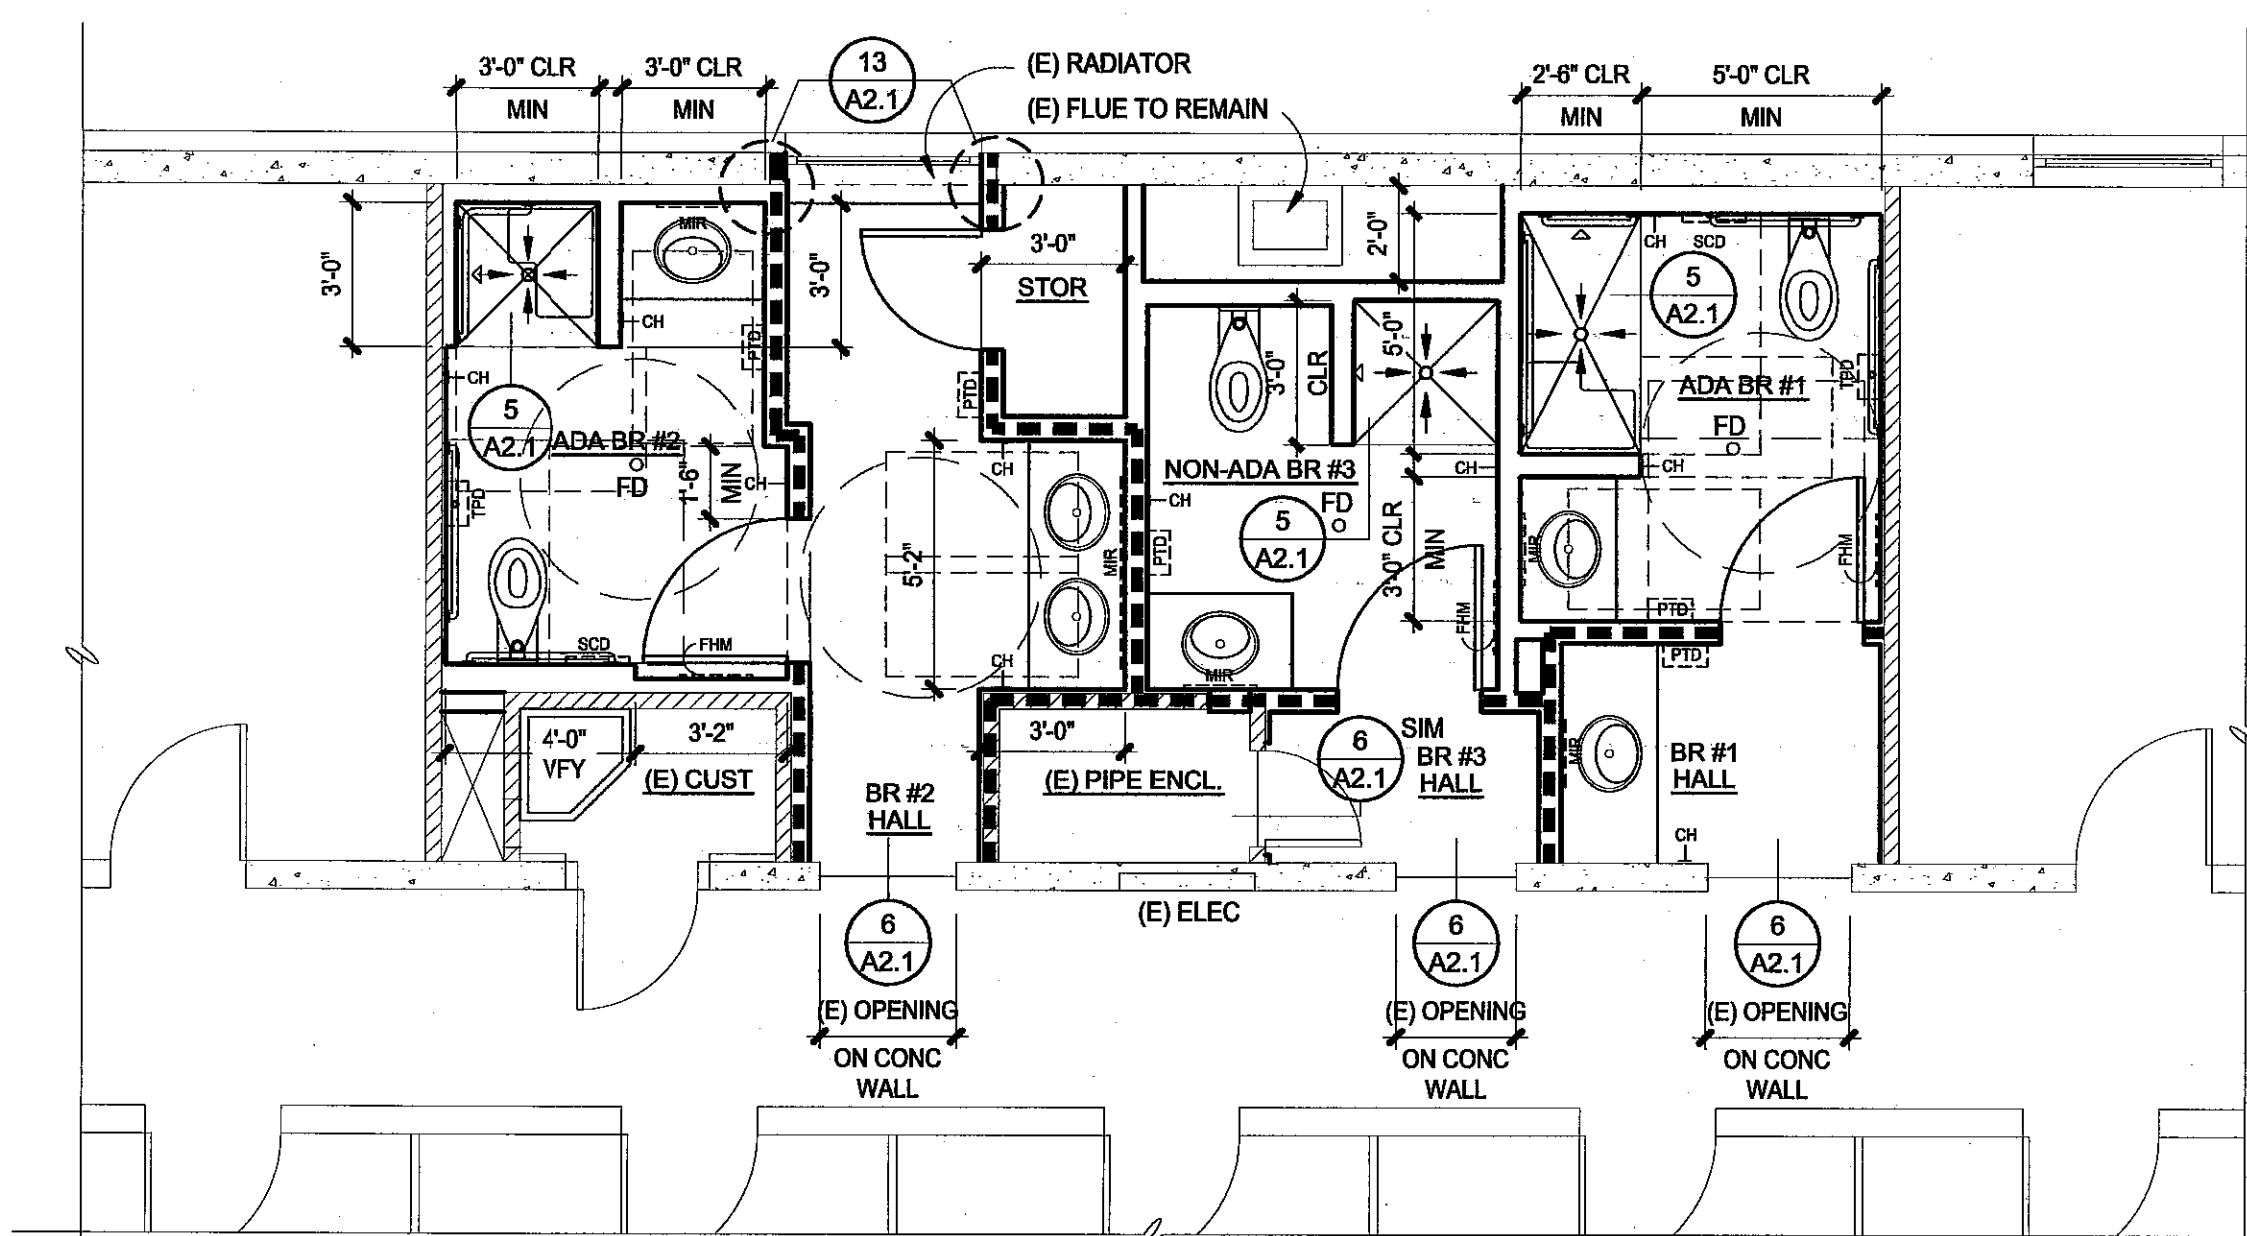 3'-0" CLR
MIN
3'-0" CLR
MIN
13
A2.1
(E) RADIATOR
(E) FLUE TO REMAIN
2'-6" CLR
MIN
5'-0" CLR
MIN
3'-0"
MIR
CH
PTD
3'-0"
3'-0"
STOR
2'-0"
CH
SCD
5
A2.1
CH
5
A2.1
ADA BR #2
FD
1'-6"
MIN
CH
TPD
SCD
FHM
PTD
CH
5'-2"
MIR
CH
3'-0"
CLR
5'-0"
NON-ADA BR #3
CH
CH
FD
5
A2.1
PTD
3'-0" CLR
MIN
MIR
FHM
ADA BR #1
TPD
FD
CH
MIR
FHM
PTD
PTD
4'-0"
VFY
3'-2"
(E) CUST
BR #2
HALL
3'-0"
(E) PIPE ENCL.
6
A2.1
SIM
BR #3
HALL
MIR
BR #1
HALL
CH
(E) ELEC
6
A2.1
(E) OPENING
ON CONC
WALL
6
A2.1
(E) OPENING
ON CONC
WALL
6
A2.1
(E) OPENING
ON CONC
WALL